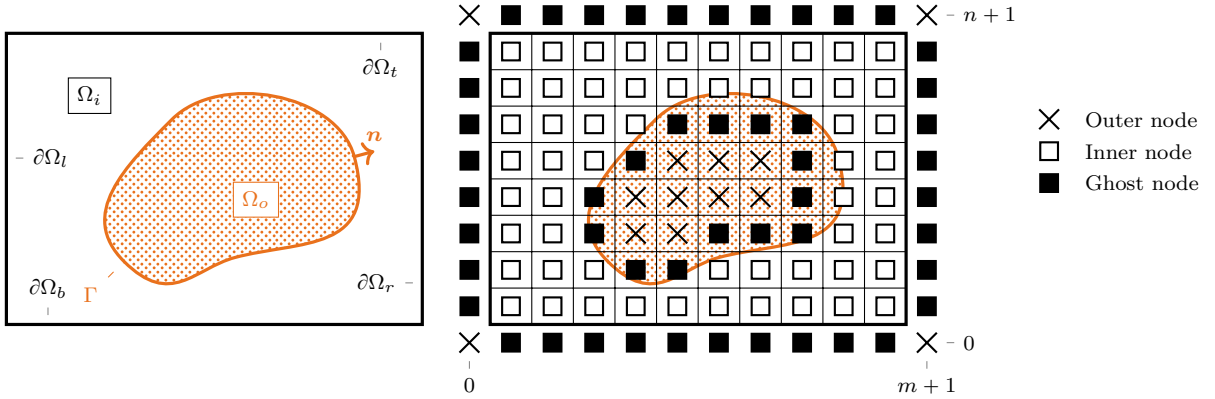 ∂Ω_t
Ω_i
n
∂Ω_l
Ω_o
∂Ω_b
Γ
∂Ω_r
n + 1
0
0
m + 1
Outer node
Inner node
Ghost node